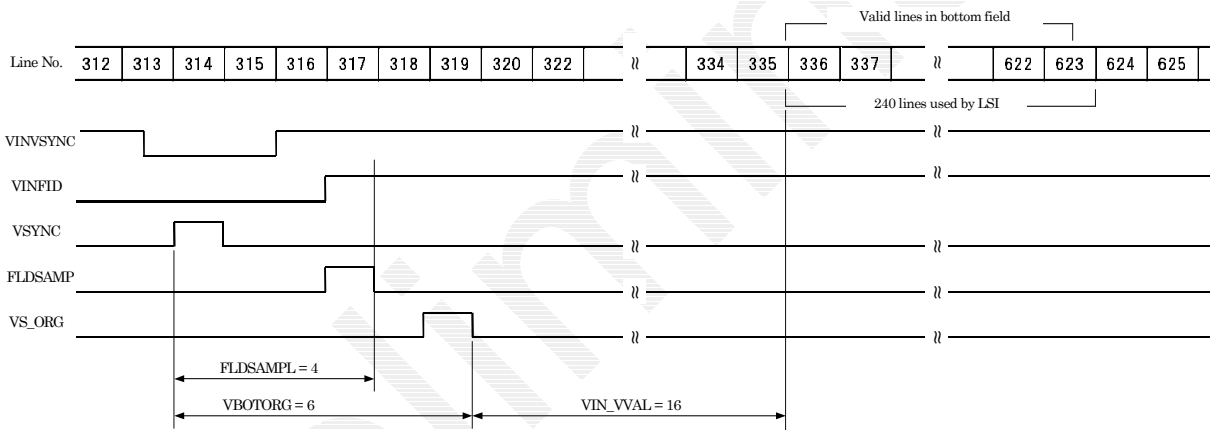 Valid lines in bottom field
Line No. 312 313 314 315 316 317 318 319 320 322 ≈ 334 335 336 337 ≈ 622 623 624 625
240 lines used by LSI
VINVSYNC
VINFID
VSYNC
FLDSAMP
VS_ORG
FLDSAMPL = 4
VBOTORG = 6 VIN_VVAL = 16